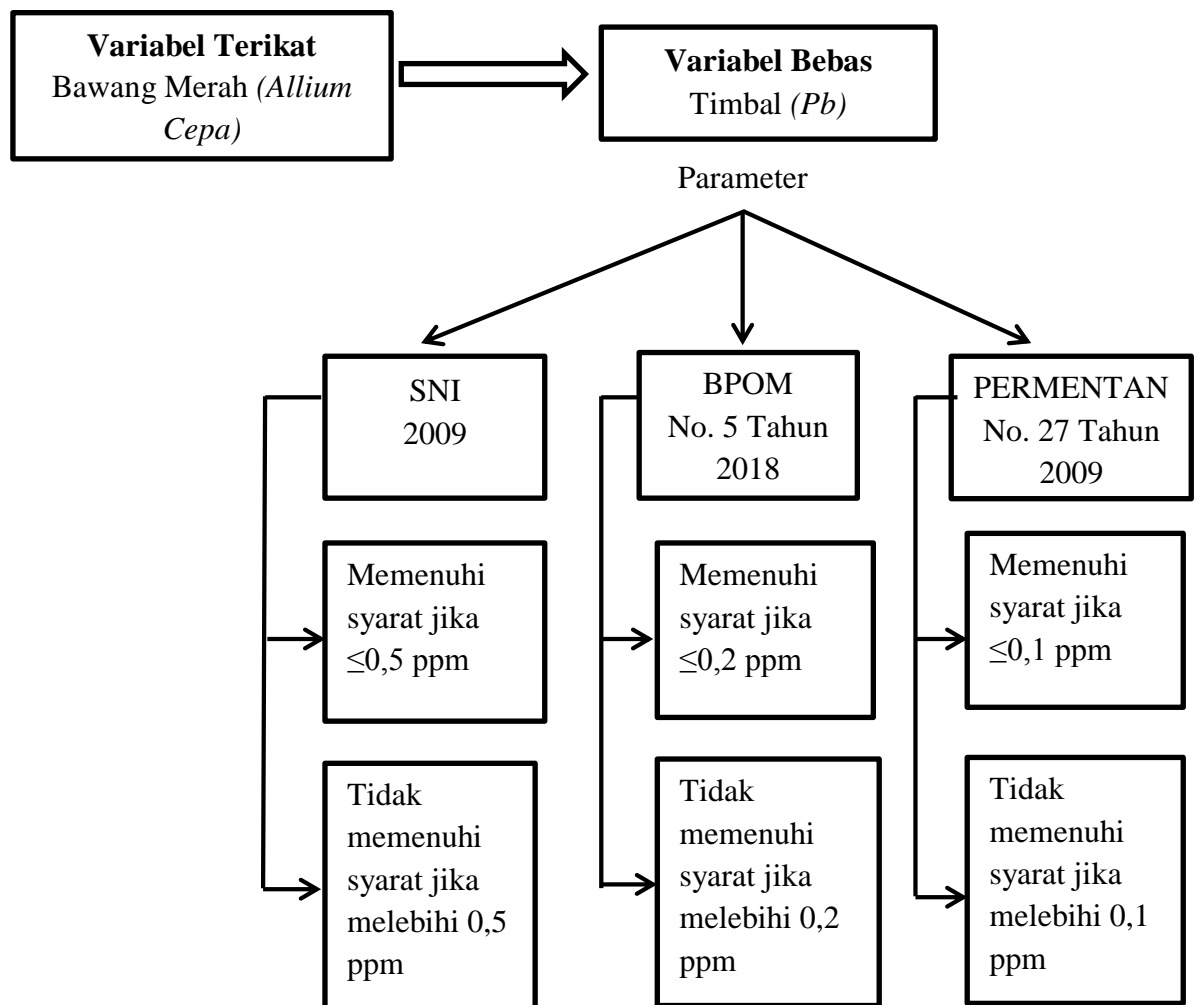 Variabel Terikat
Bawang Merah (Allium
Cepa)
Variabel Bebas
Timbal (Pb)
Parameter
SNI
2009
BPOM
No. 5 Tahun
2018
PERMENTAN
No. 27 Tahun
2009
Memenuhi
syarat jika
≤0,5 ppm
Memenuhi
syarat jika
≤0,2 ppm
Memenuhi
syarat jika
≤0,1 ppm
Tidak
memenuhi
syarat jika
melebihi 0,5
ppm
Tidak
memenuhi
syarat jika
melebihi 0,2
ppm
Tidak
memenuhi
syarat jika
melebihi 0,1
ppm